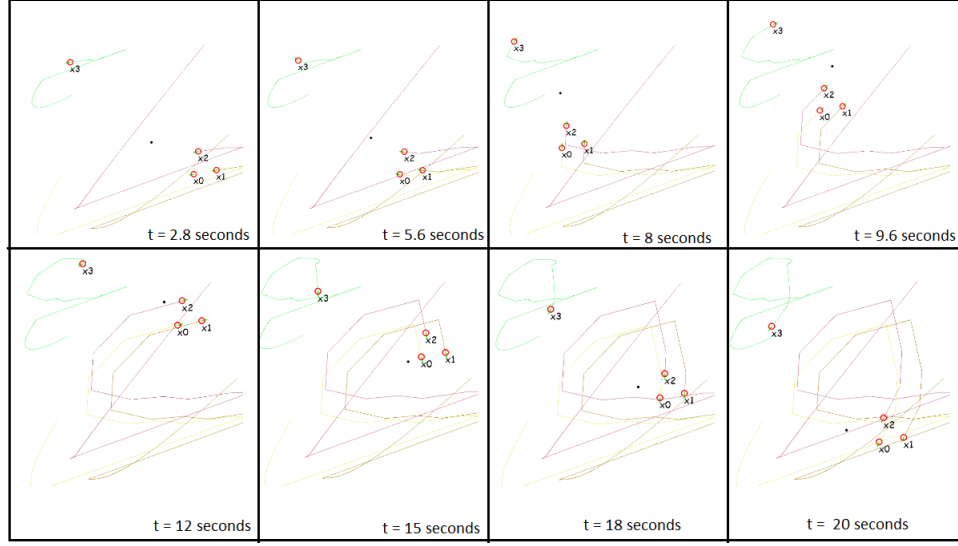 x3
x2
x0
x1
t = 2.8 seconds
x3
x2
x0
x1
t = 5.6 seconds
x3
x2
x0
x1
t = 8 seconds
x3
x2
x0
x1
t = 9.6 seconds
x3
x2
x0
x1
t = 12 seconds
x3
x2
x0
x1
t = 15 seconds
x3
x2
x0
x1
t = 18 seconds
x3
x2
x0
x1
t = 20 seconds